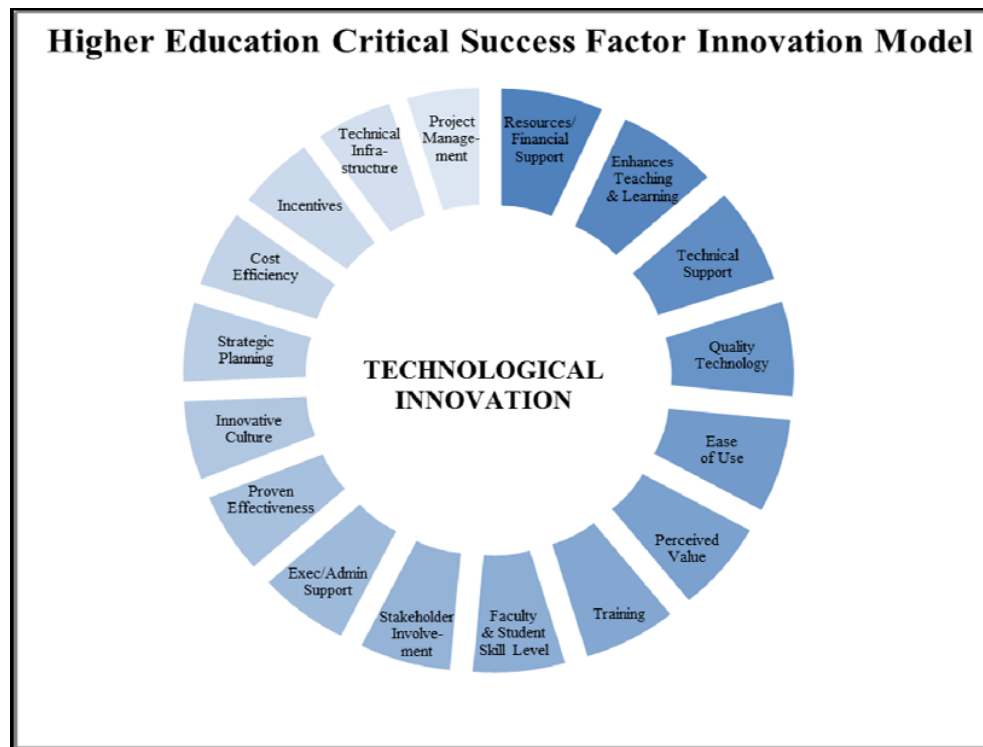 Higher Education Critical Success Factor Innovation Model
Resources/
Financial
Support
Enhances
Teaching
& Learning
Technical
Support
Quality
Technology
Ease
of Use
Perceived
Value
Training
Faculty
& Student
Skill Level
Stakeholder
Involve-
ment
Exec/Admin
Support
Proven
Effectiveness
Innovative
Culture
Strategic
Planning
Cost
Efficiency
Incentives
Technical
Infra-
structure
Project
Manage-
ment
TECHNOLOGICAL
INNOVATION